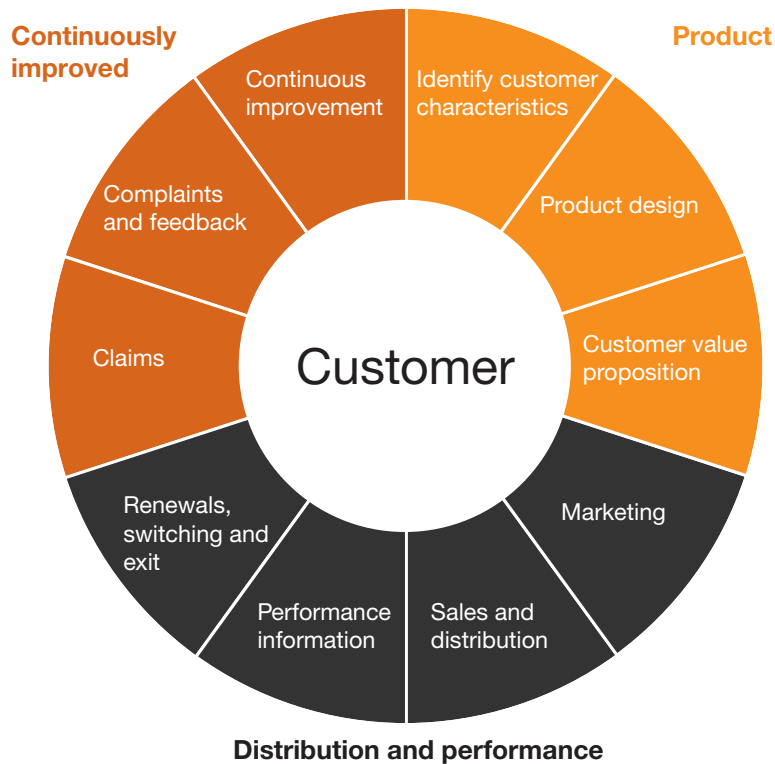 Continuously
improved
Product
Continuous
improvement
Identify customer
characteristics
Complaints
and feedback
Product design
Claims
Customer
Customer value
proposition
Renewals,
switching and
exit
Marketing
Performance
information
Sales and
distribution
Distribution and performance